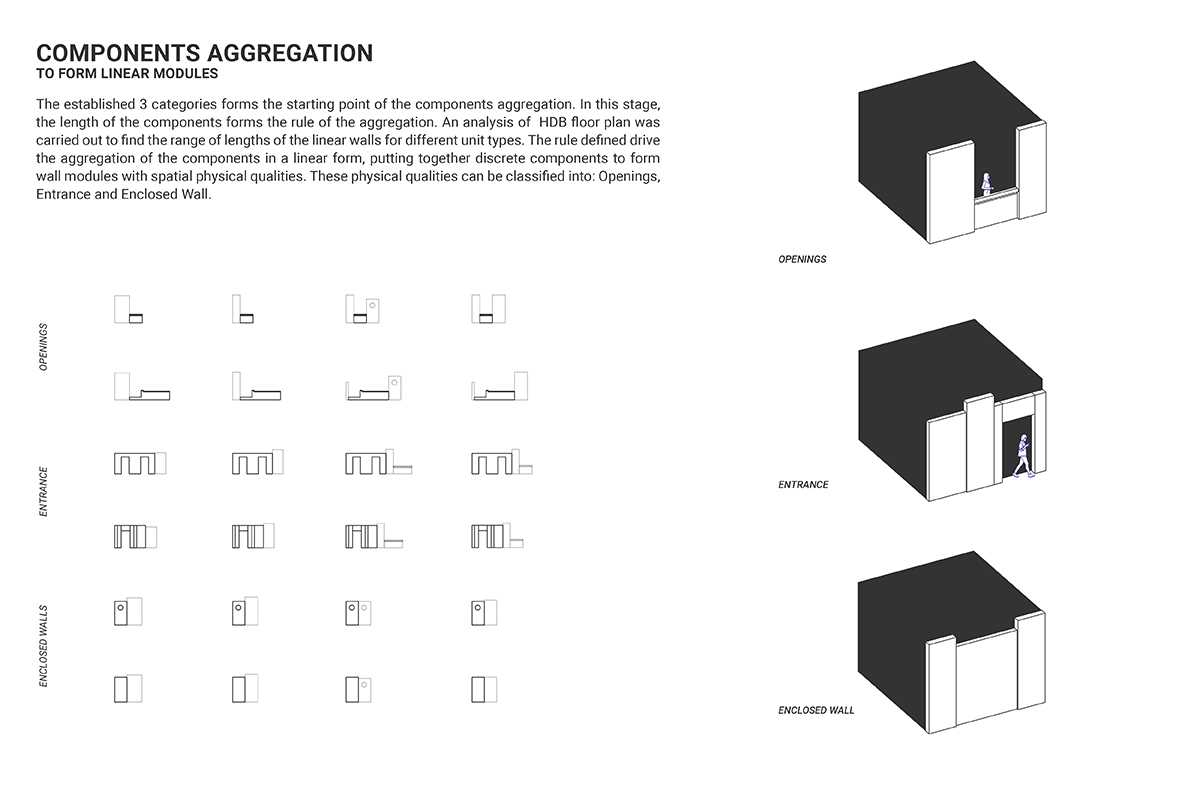 COMPONENTS AGGREGATION
TO FORM LINEAR MODULES
The established 3 categories forms the starting point of the components aggregation. In this stage,
the length of the components forms the rule of the aggregation. An analysis of HDB floor plan was
carried out to find the range of lengths of the linear walls for different unit types. The rule defined drive
the aggregation of the components in a linear form, putting together discrete components to form
wall modules with spatial physical qualities. These physical qualities can be classified into: Openings,
Entrance and Enclosed Wall.
OPENINGS
ENTRANCE
ENCLOSED WALLS
OPENINGS
ENTRANCE
ENCLOSED WALL